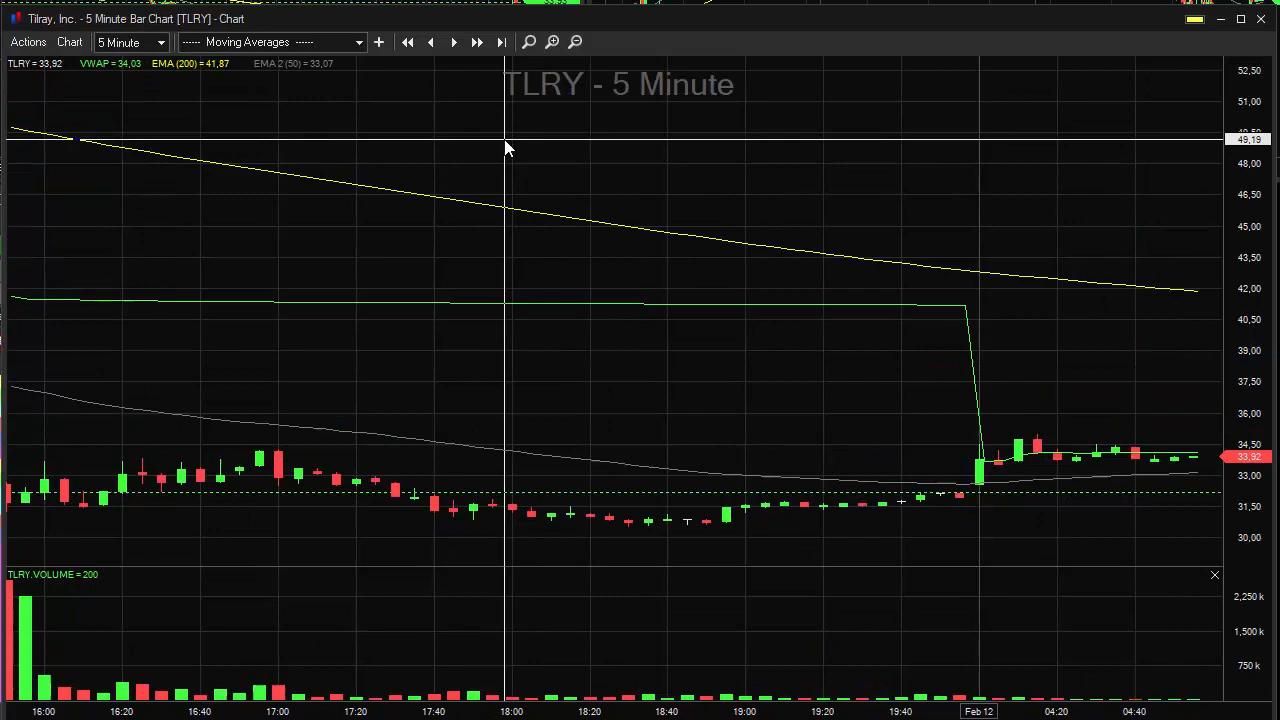 Tilray, Inc. - 5 Minute Bar Chart [TLRY] - Chart
Actions Chart 5 Minute ------ Moving Averages ------
TLRY = 33,92 VWAP = 34,03 EMA (200) = 41,87 EMA 2 (50) = 33,07
TLRY - 5 Minute
52,50
51,00
49,19
48,00
46,50
45,00
43,50
42,00
40,50
39,00
37,50
36,00
34,50
33,92
33,00
31,50
30,00
TLRY.VOLUME = 200
2,250 k
1,500 k
750 k
16:00 16:20 16:40 17:00 17:20 17:40 18:00 18:20 18:40 19:00 19:20 19:40 Feb 12 04:20 04:40